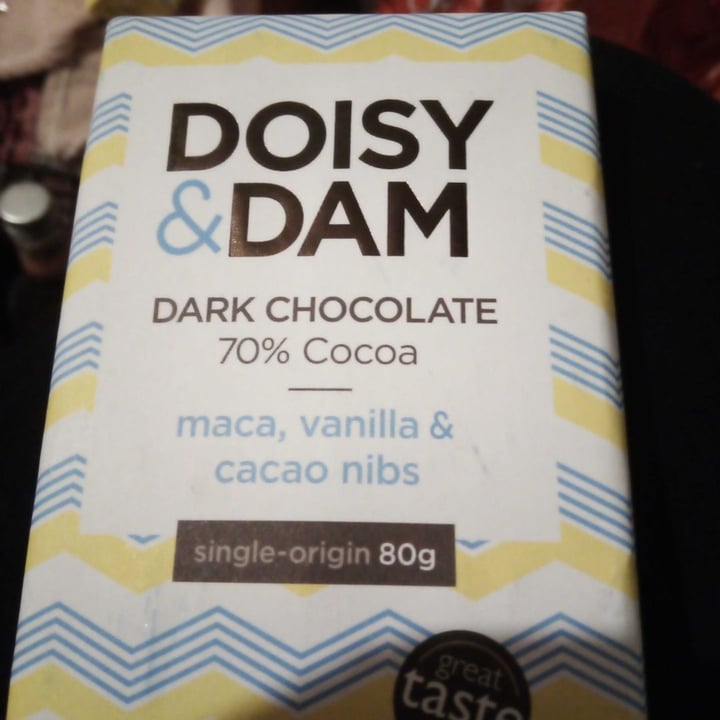 DOISY
&DAM
DARK CHOCOLATE
70% Cocoa
maca, vanilla &
cacao nibs
single-origin 80g
great
taste